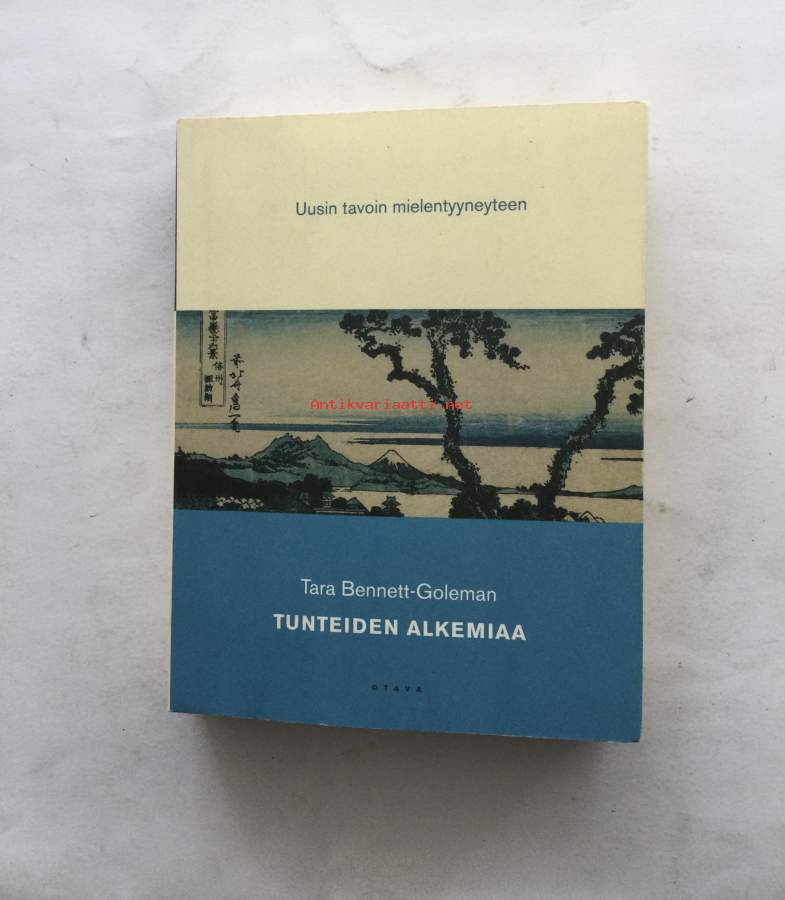 Uusin tavoin mielentyyneyteen
Antikvariaatti.net
Tara Bennett-Goleman
TUNTEIDEN ALKEMIAA
OTAVA